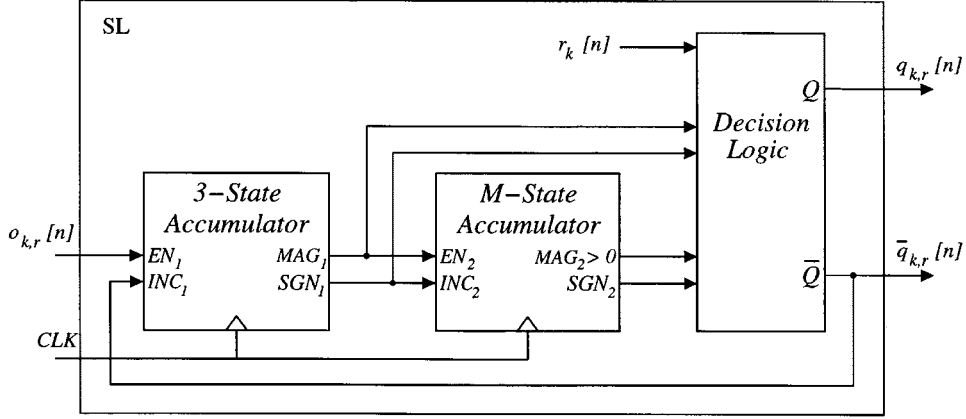 SL
r_k [n]
Q
q_{k,r} [n]
Decision
Logic
3−State
Accumulator
M−State
Accumulator
o_{k,r} [n]
EN_1
MAG_1
EN_2
MAG_2 > 0
INC_1
SGN_1
INC_2
SGN_2
Q̅
q̅_{k,r} [n]
CLK